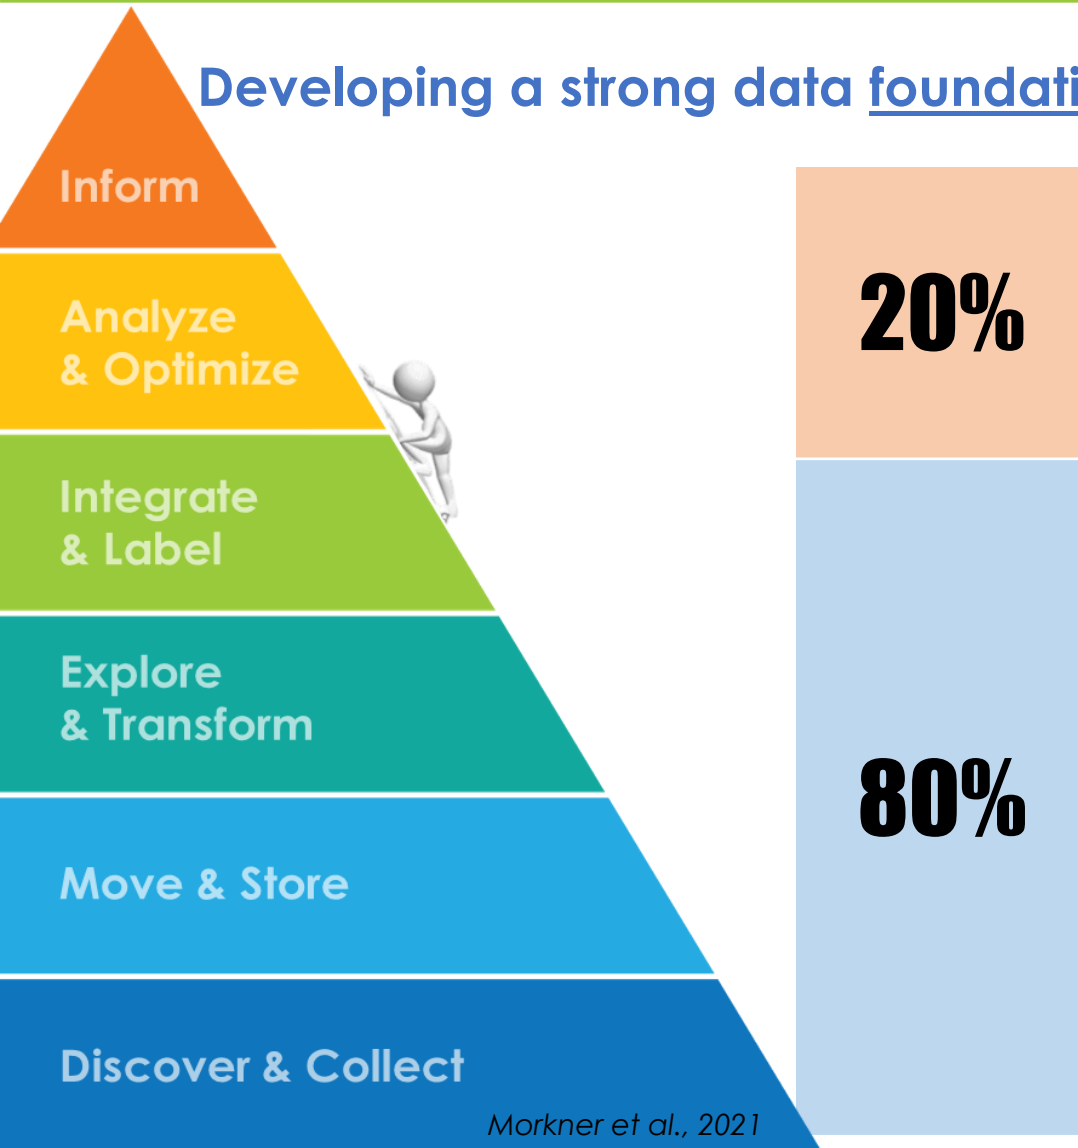 Developing a strong data foundati
Inform
20%
Analyze
& Optimize
Integrate
& Label
Explore
& Transform
80%
Move & Store
Discover & Collect
Morkner et al., 2021